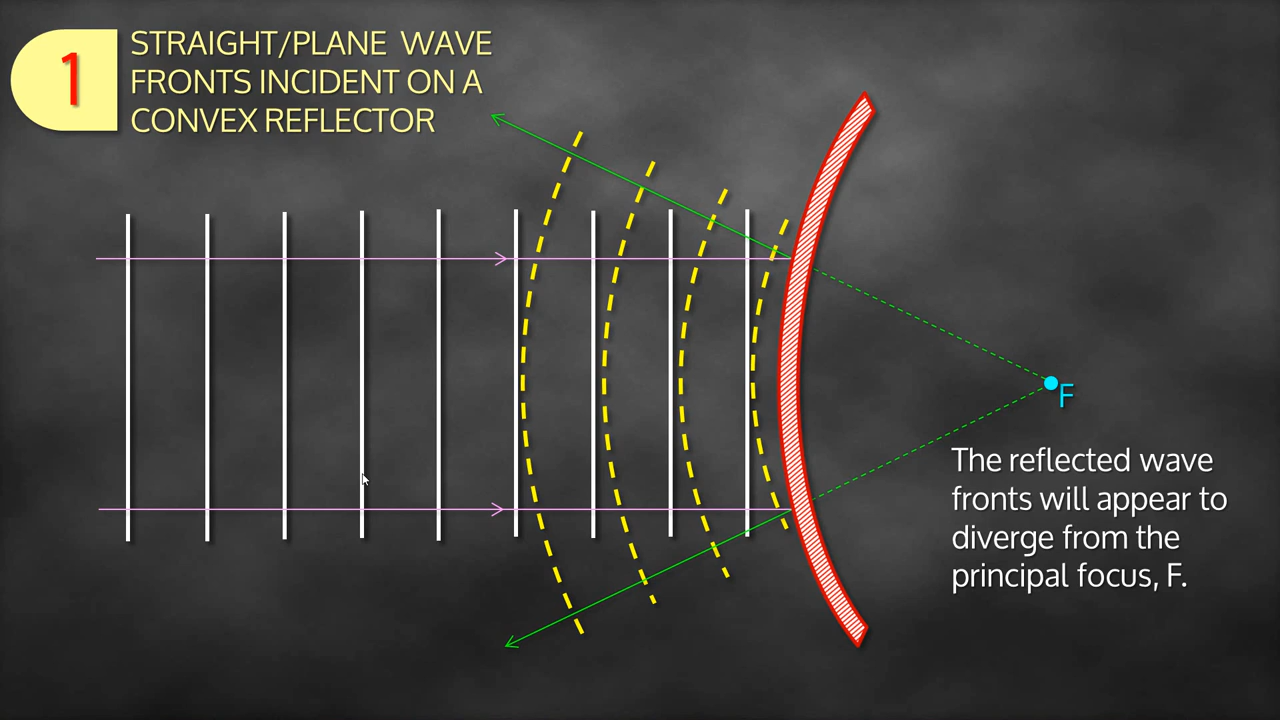 1
STRAIGHT/PLANE WAVE
FRONTS INCIDENT ON A
CONVEX REFLECTOR
F
The reflected wave
fronts will appear to
diverge from the
principal focus, F.